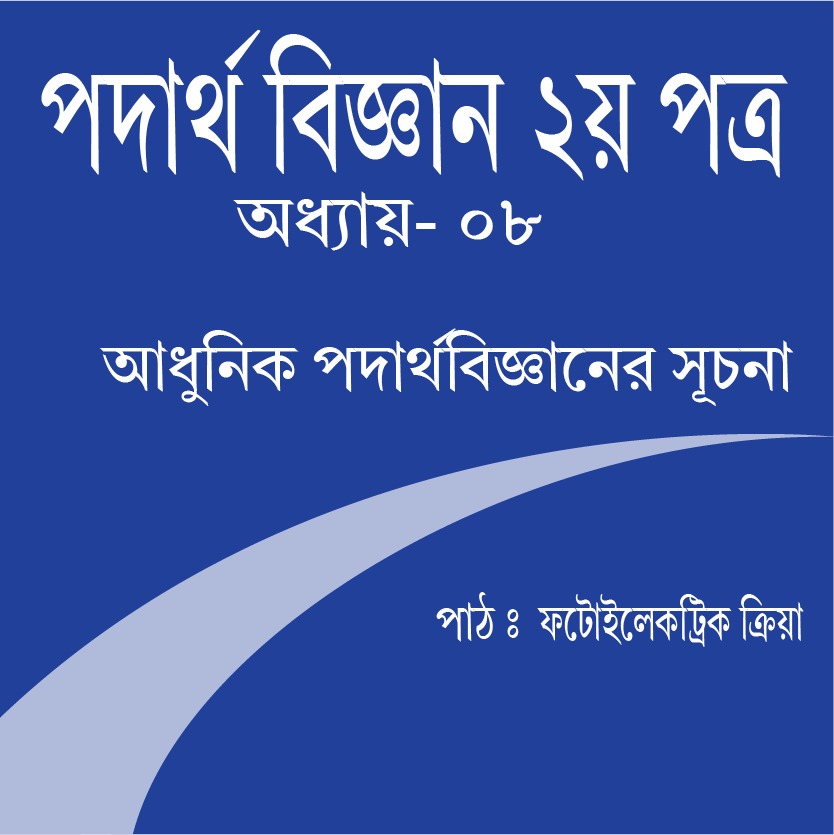 পদার্থ বিজ্ঞান ২য় পত্র
অধ্যায়- ০৮
আধুনিক পদার্থবিজ্ঞানের সূচনা
পাঠ ঃ ফটোইলেকট্রিক ক্রিয়া